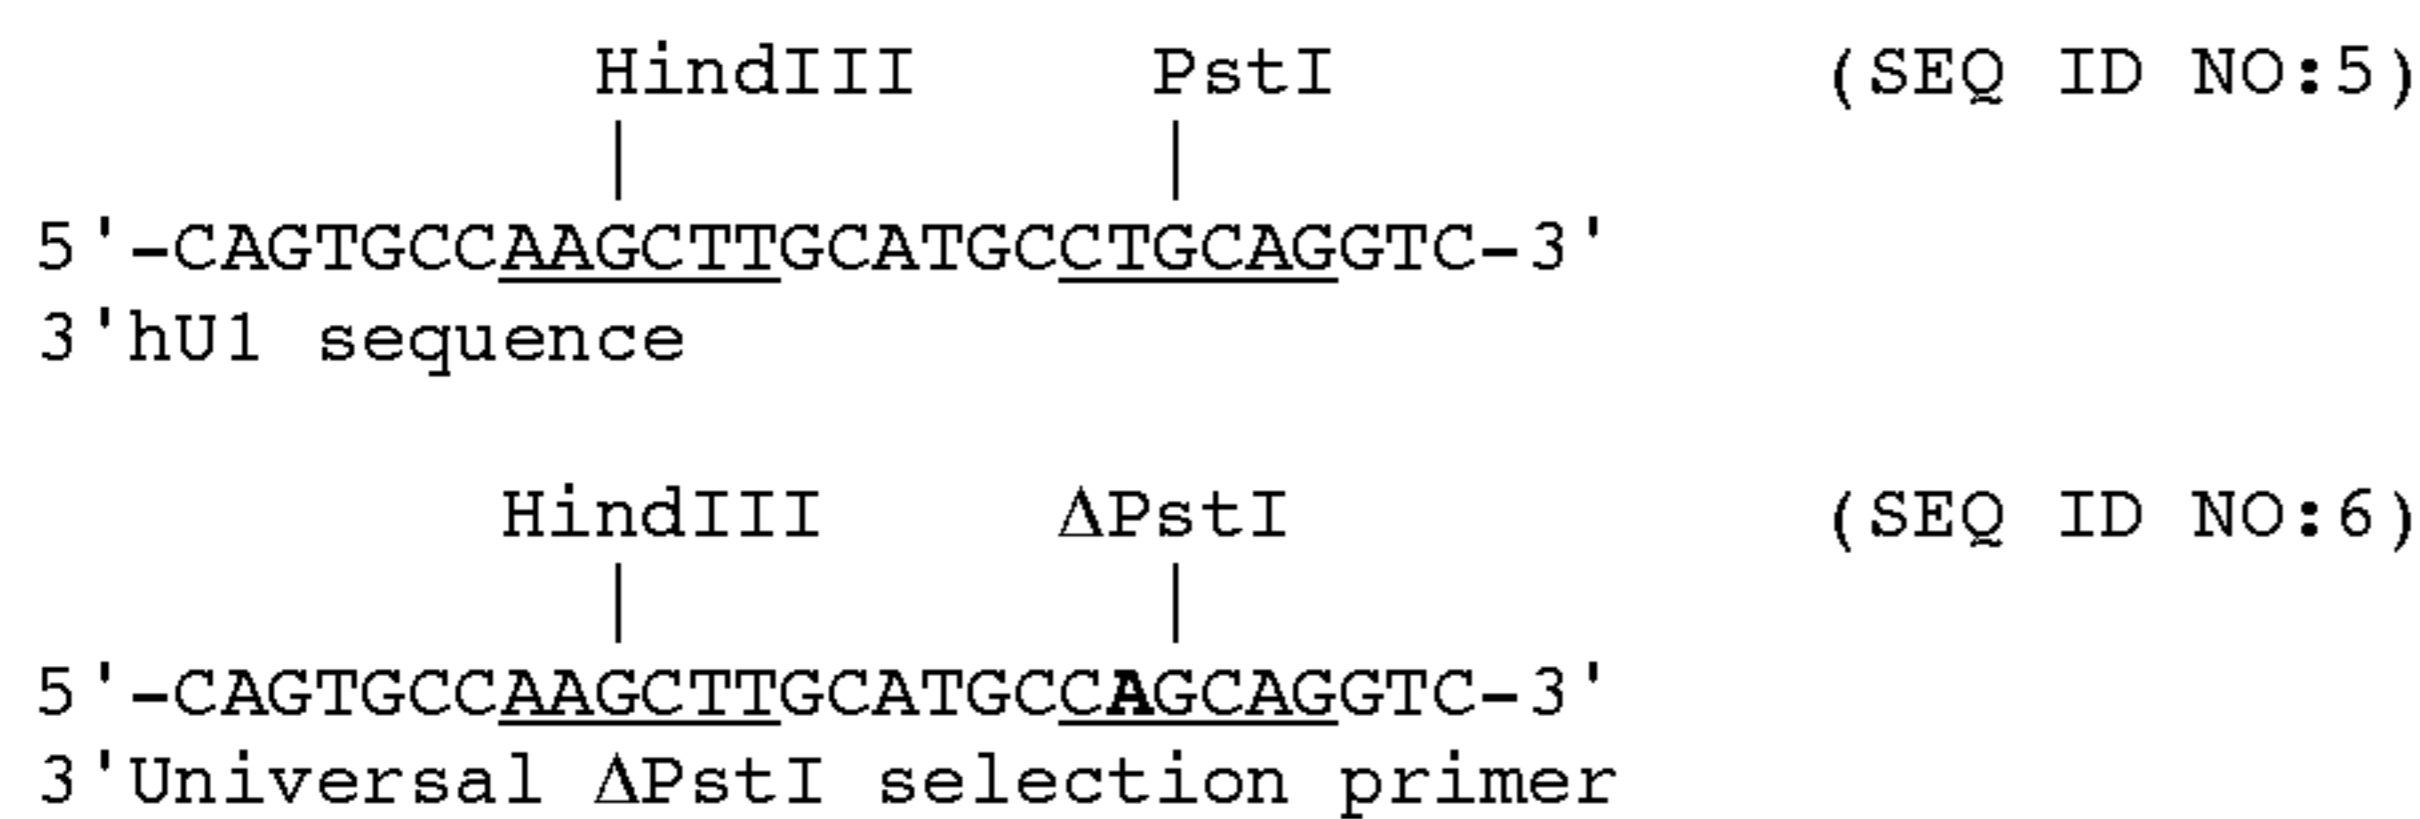 HindIII PstI (SEQ ID NO:5)
5'-CAGTGCCAAGCTTGCATGCCTGCAGGTC-3'
3'hU1 sequence
HindIII ΔPstI (SEQ ID NO:6)
5'-CAGTGCCAAGCTTGCATGCCAGCAGGTC-3'
3'Universal ΔPstI selection primer